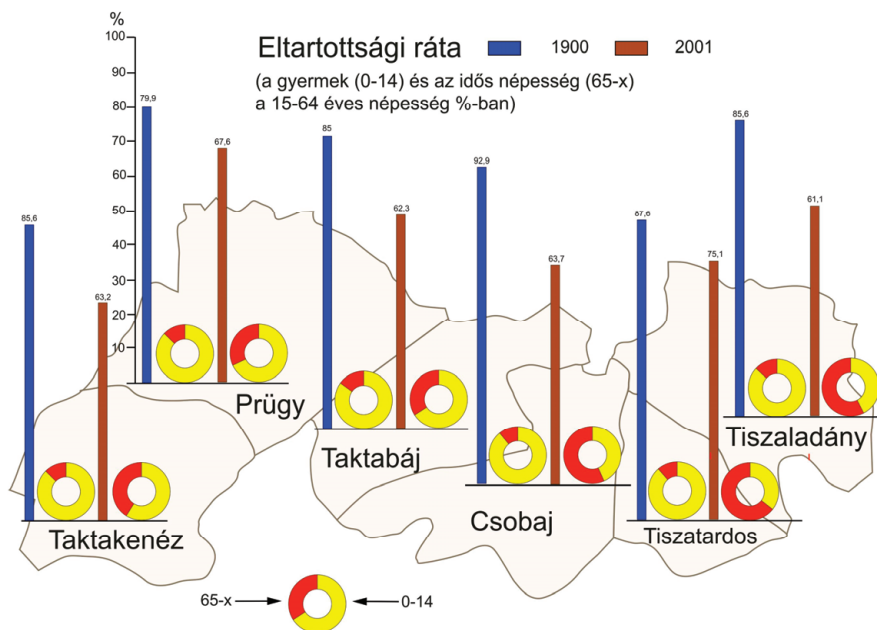 %
100
90
80
70
60
50
40
30
20
10
Eltartottsági ráta
1900
2001
(a gyermek (0-14) és az idős népesség (65-x)
a 15-64 éves népesség %-ban)
79,9
67,6
Prügy
85,6
63,2
Taktakenéz
85
62,3
Taktabáj
92,9
63,7
Csobaj
87,8
75,1
Tiszatardos
85,6
61,1
Tiszaladány
65-x
0-14